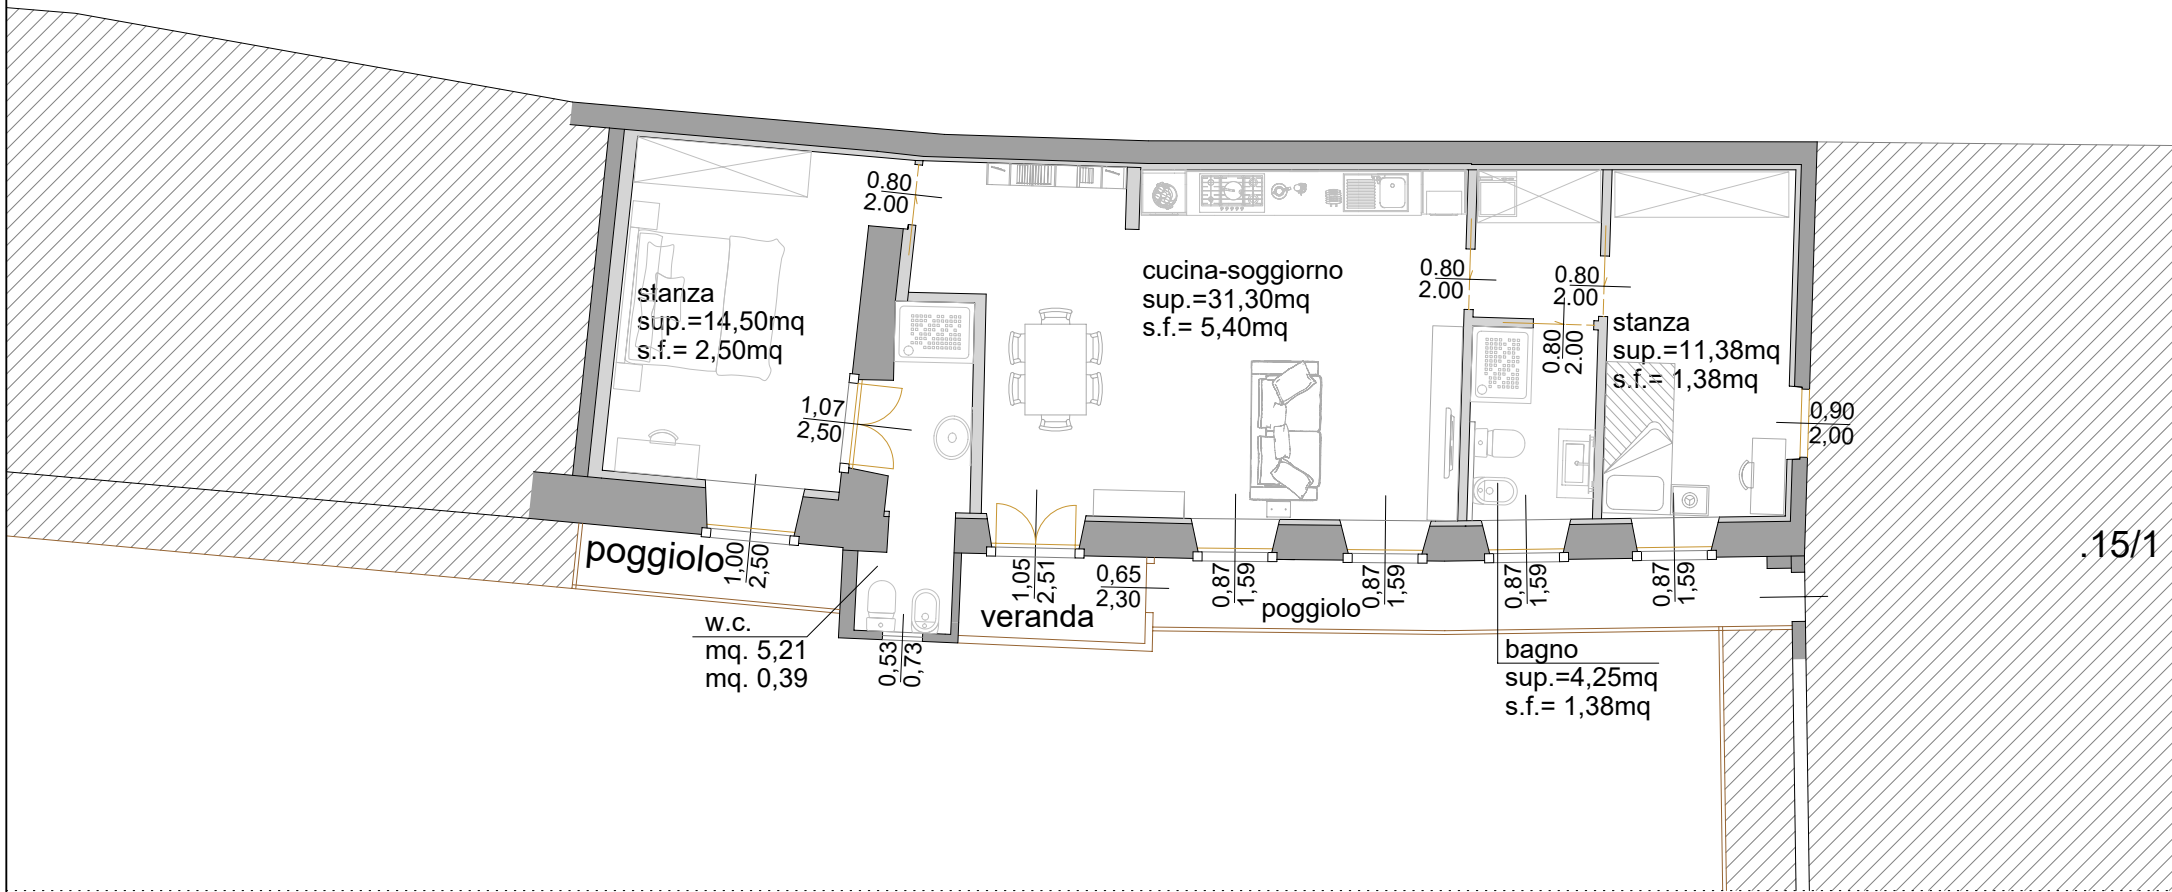 0.80
2.00
stanza
sup.=14,50mq
s.f.= 2,50mq
cucina-soggiorno
sup.=31,30mq
s.f.= 5,40mq
0.80
2.00
0.80
2.00
0.80
2.00
stanza
sup.=11,38mq
s.f.= 1,38mq
1,07
2,50
0,90
2,00
.15/1
poggiolo
1,00
2,50
1,05
2,51
0,65
2,30
veranda
0,87
1,59
poggiolo
0,87
1,59
0,87
1,59
0,87
1,59
w.c.
mq. 5,21
mq. 0,39
0,53
0,73
bagno
sup.=4,25mq
s.f.= 1,38mq